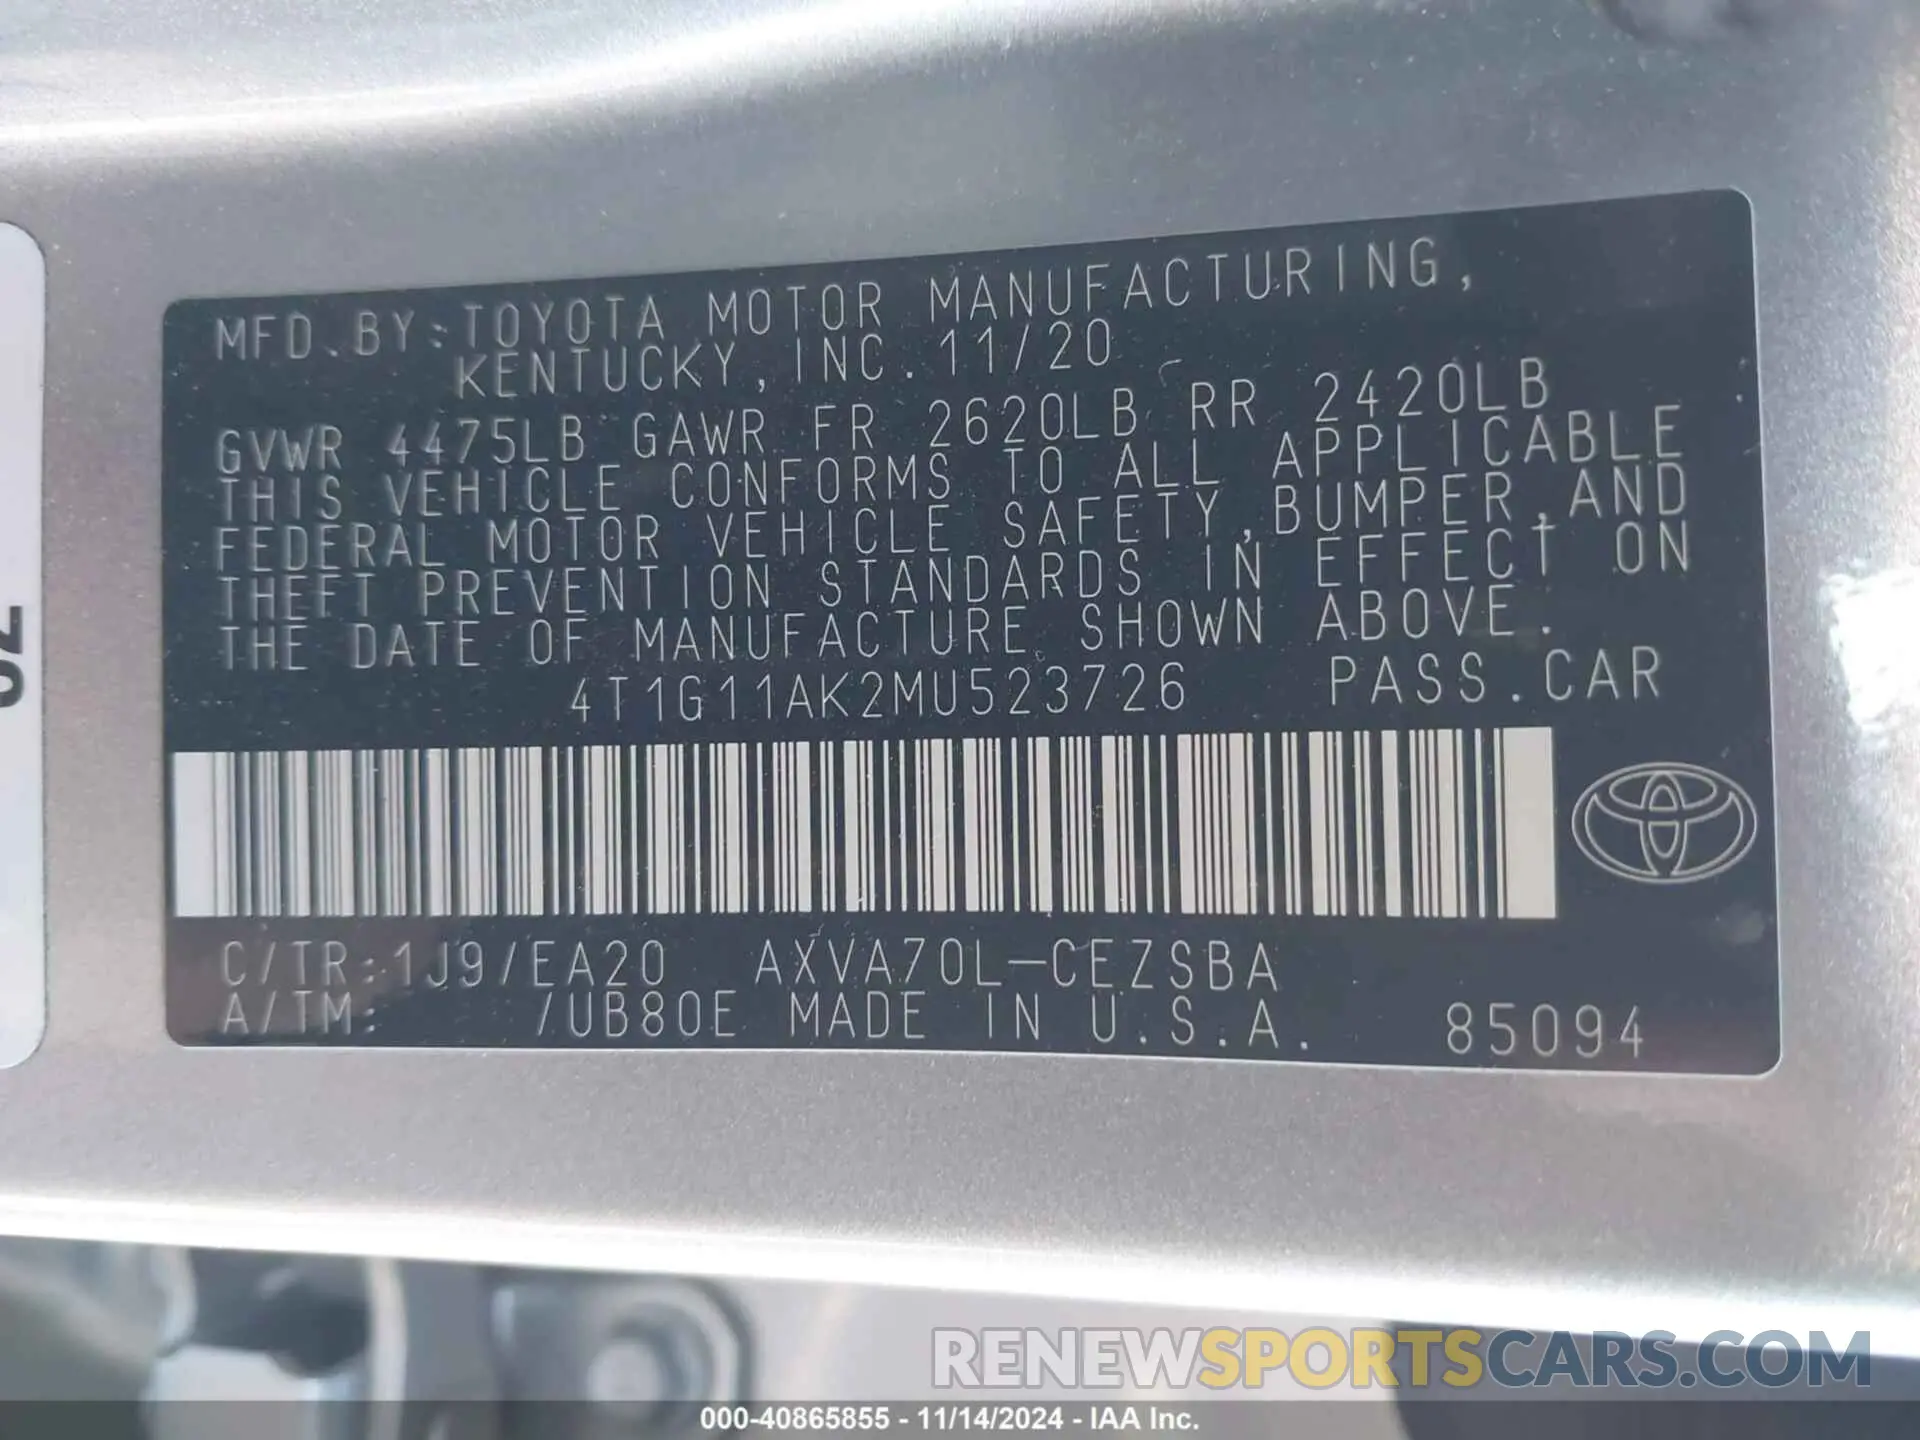 MFD.BY:TOYOTA MOTOR MANUFACTURING,
KENTUCKY, INC. 11/20
GVWR 4475LB GAWR FR 2620LB RR 2420LB
THIS VEHICLE CONFORMS TO ALL APPLICABLE
FEDERAL MOTOR VEHICLE SAFETY,BUMPER,AND
THEFT PREVENTION STANDARDS IN EFFECT ON
THE DATE OF MANUFACTURE SHOWN ABOVE.
4T1G11AK2MU523726 PASS.CAR
C/TR:1J9/EA20 AXVA70L-CEZSBA
A/TM: /UB80E MADE IN U.S.A. 85094
RENEWSPORTSCARS.COM
000-40865855 - 11/14/2024 - IAA Inc.